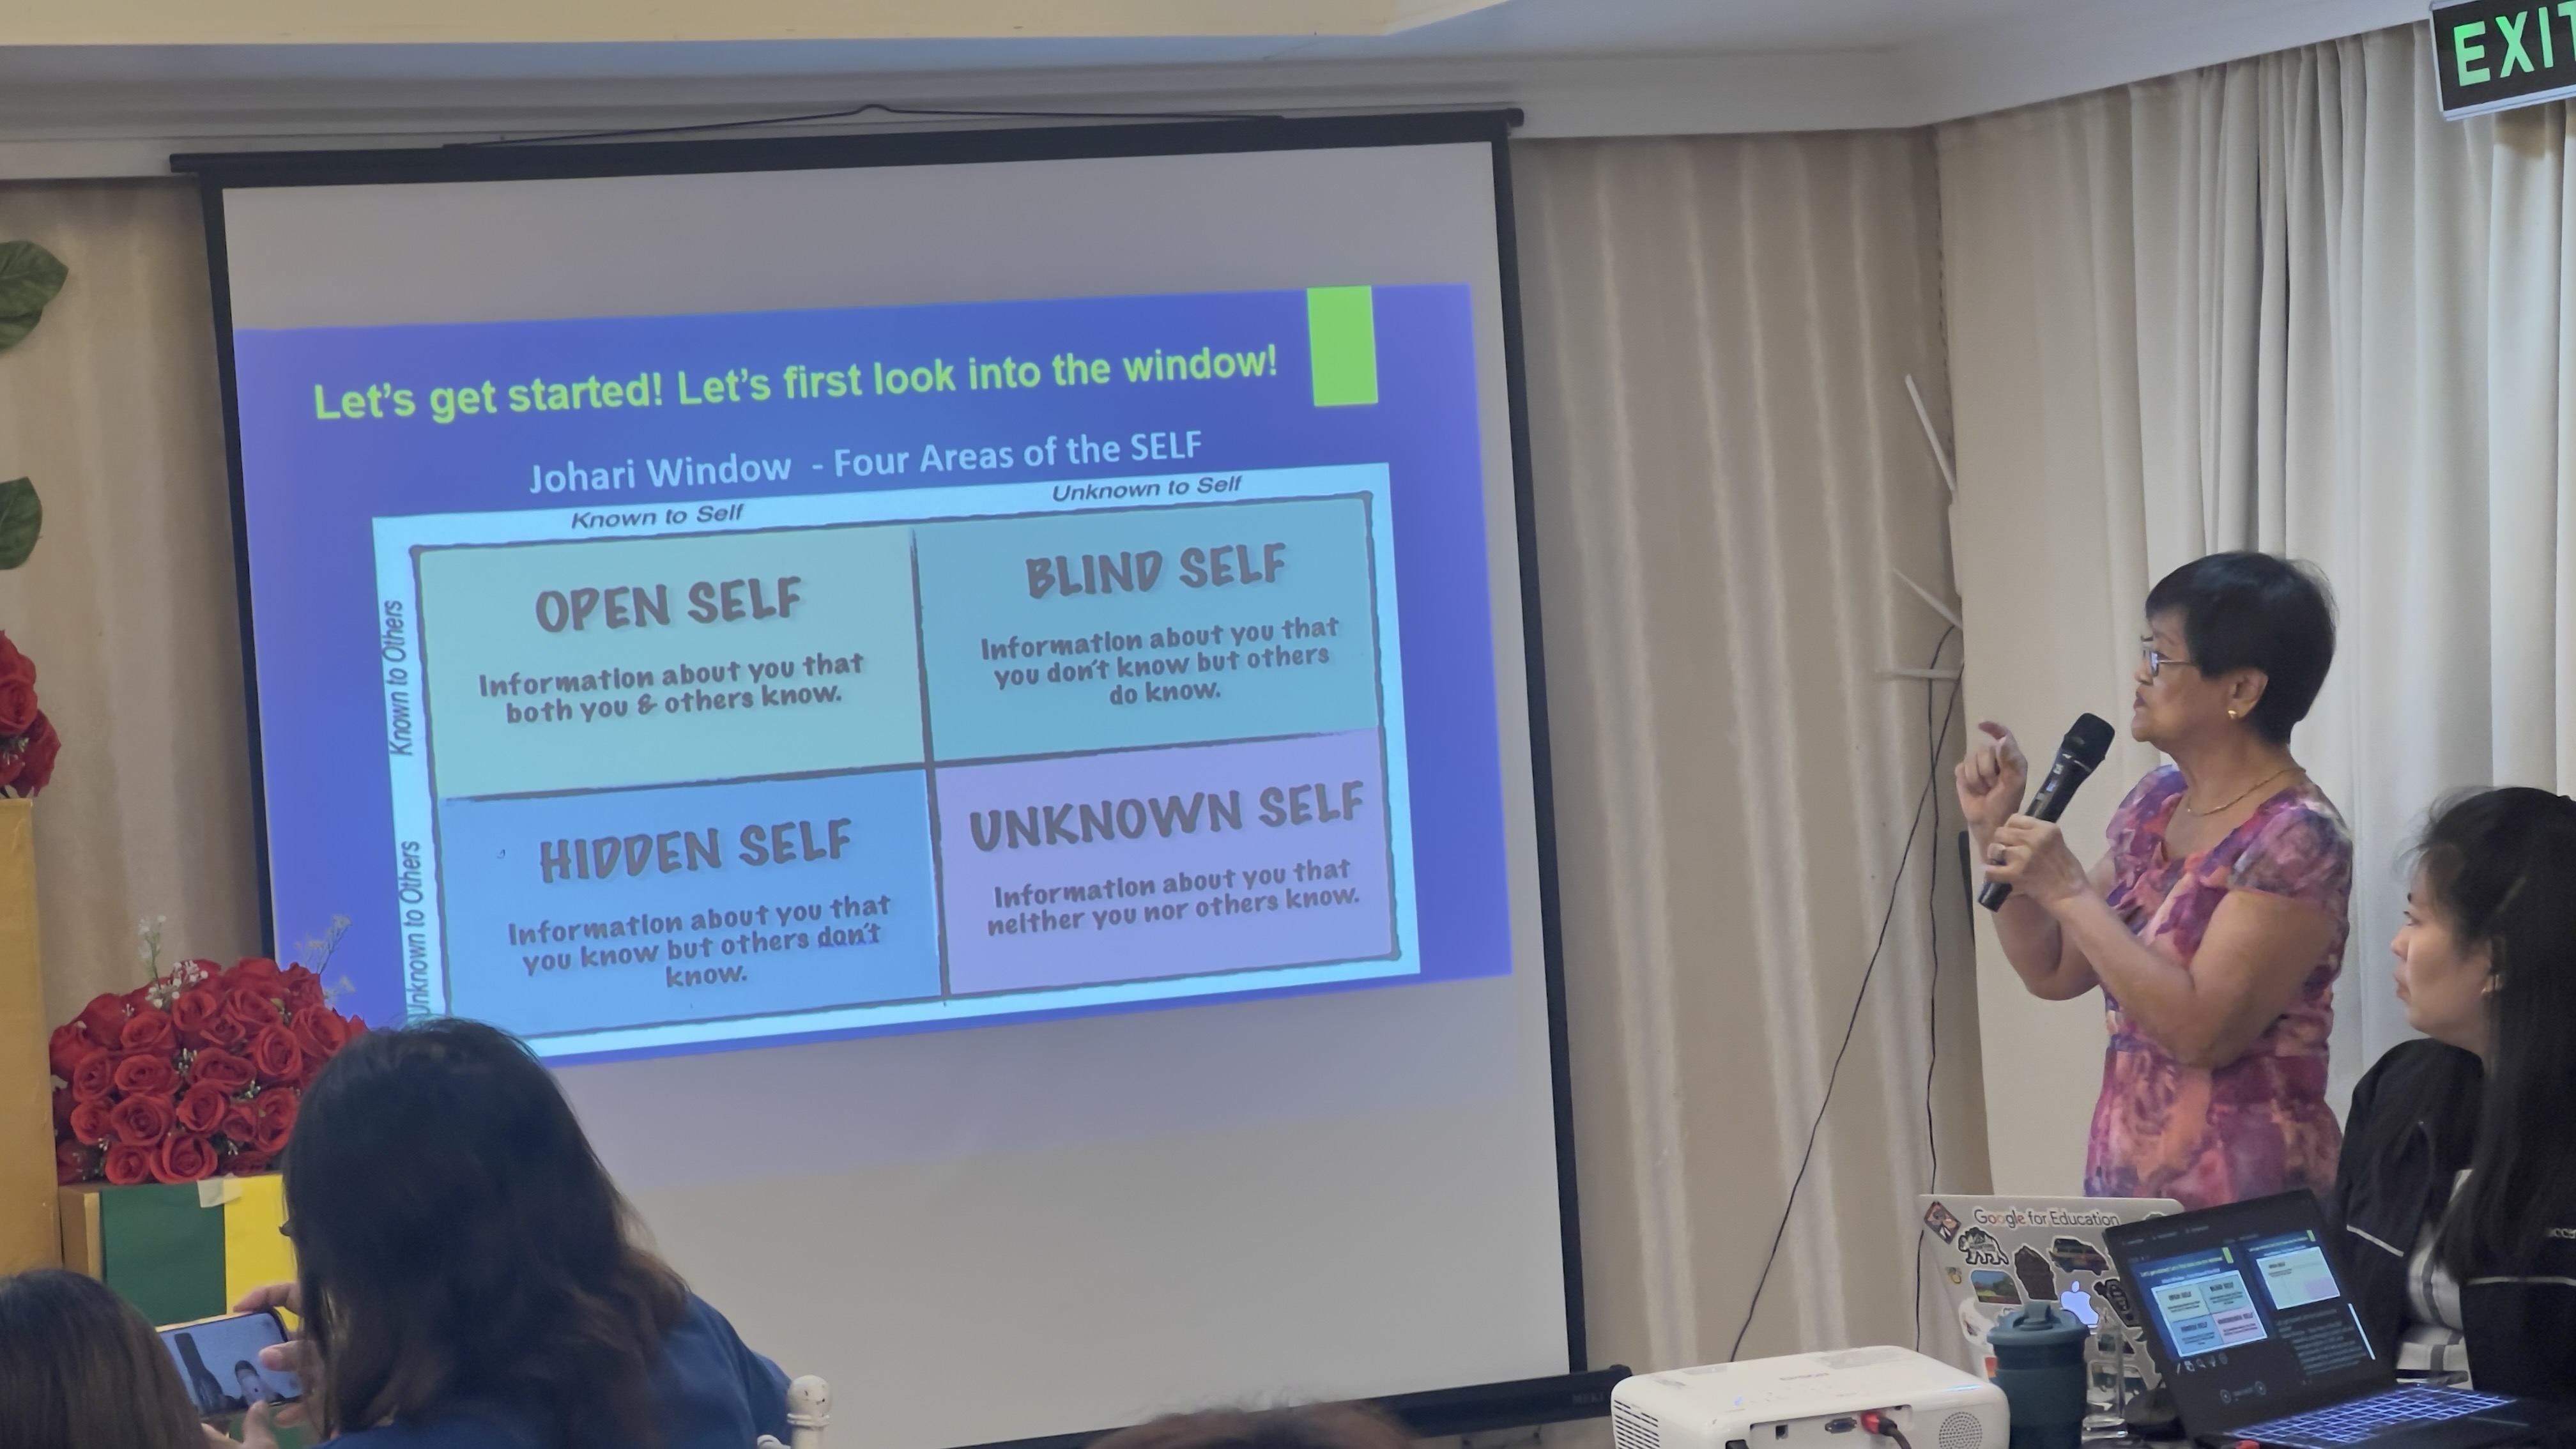 EXIT
Let's get started! Let's first look into the window!
Johari Window - Four Areas of the SELF
Known to Self
Unknown to Self
Known to Others
OPEN SELF
Information about you that
both you & others know.
BLIND SELF
Information about you that
you don't know but others
do know.
Unknown to Others
HIDDEN SELF
Information about you that
you know but others don't
know.
UNKNOWN SELF
Information about you that
neither you nor others know.
Google for Education